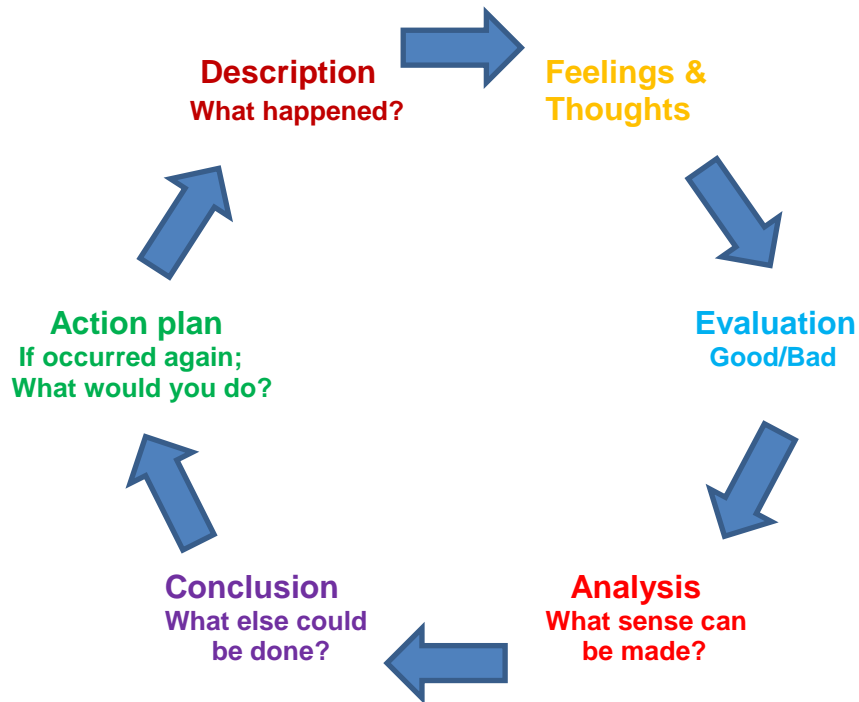 Description
What happened?
Feelings &
Thoughts
Evaluation
Good/Bad
Analysis
What sense can
be made?
Conclusion
What else could
be done?
Action plan
If occurred again;
What would you do?